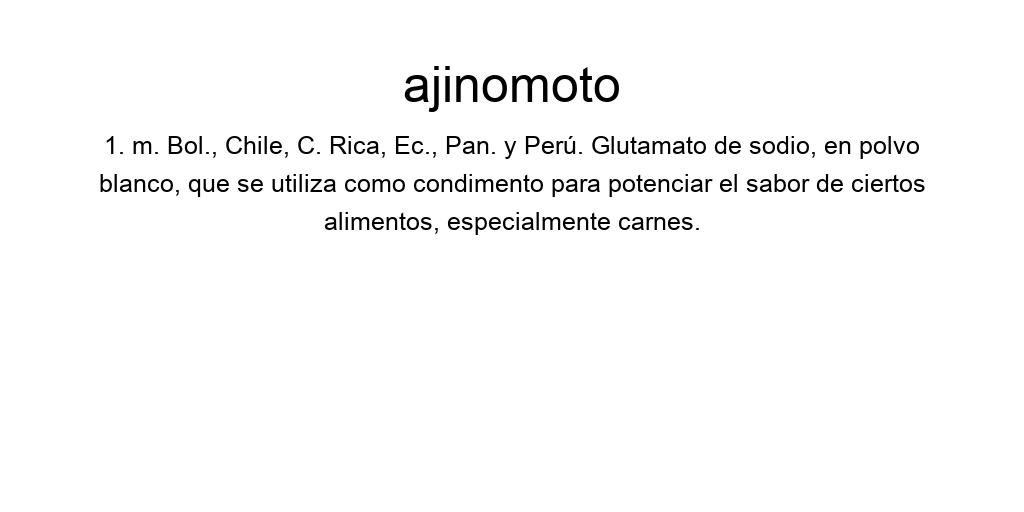 ajinomoto
1. m. Bol., Chile, C. Rica, Ec., Pan. y Perú. Glutamato de sodio, en polvo
blanco, que se utiliza como condimento para potenciar el sabor de ciertos
alimentos, especialmente carnes.